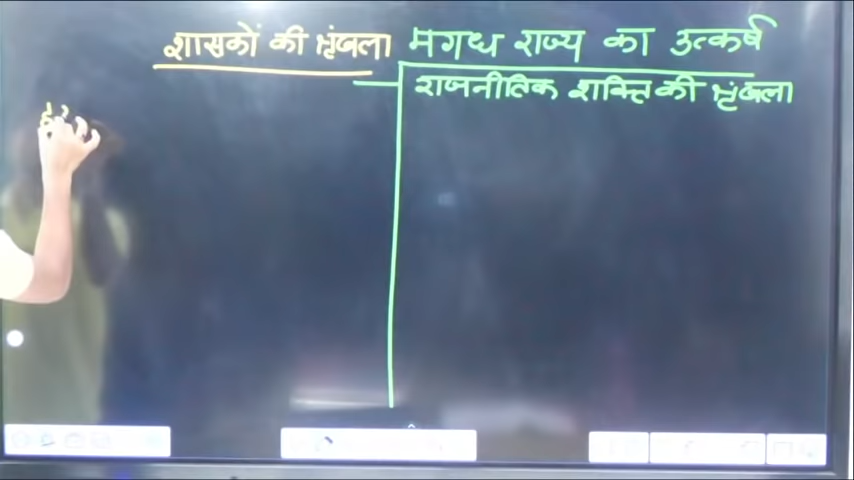 मगध राज्य का उत्कर्ष
शासकों की श्रृंखला
राजनीतिक शक्ति की श्रृंखला